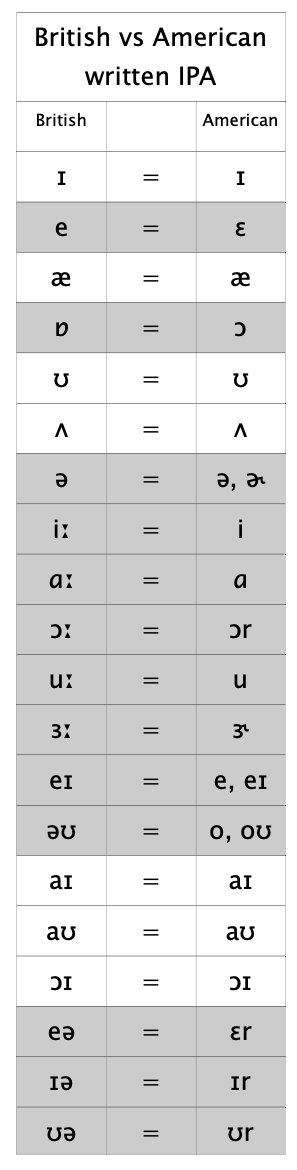 British vs American
written IPA
British American
ɪ = ɪ
e = ɛ
æ = æ
ɒ = ɔ
ʊ = ʊ
ʌ = ʌ
ə = ə, ɚ
iː = i
ɑː = ɑ
ɔː = ɔr
uː = u
ɜː = ɝ
eɪ = e, eɪ
əʊ = o, oʊ
aɪ = aɪ
aʊ = aʊ
ɔɪ = ɔɪ
eə = ɛr
ɪə = ɪr
ʊə = ʊr